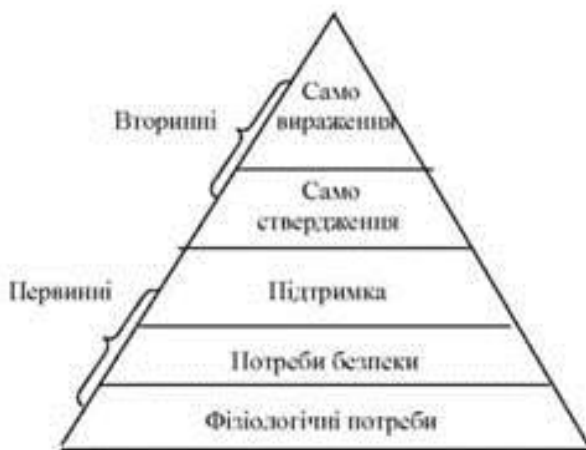 Само
вираження
Вторинні
Само
ствердження
Первинні
Підтримка
Потреби безпеки
Фізіологічні потреби